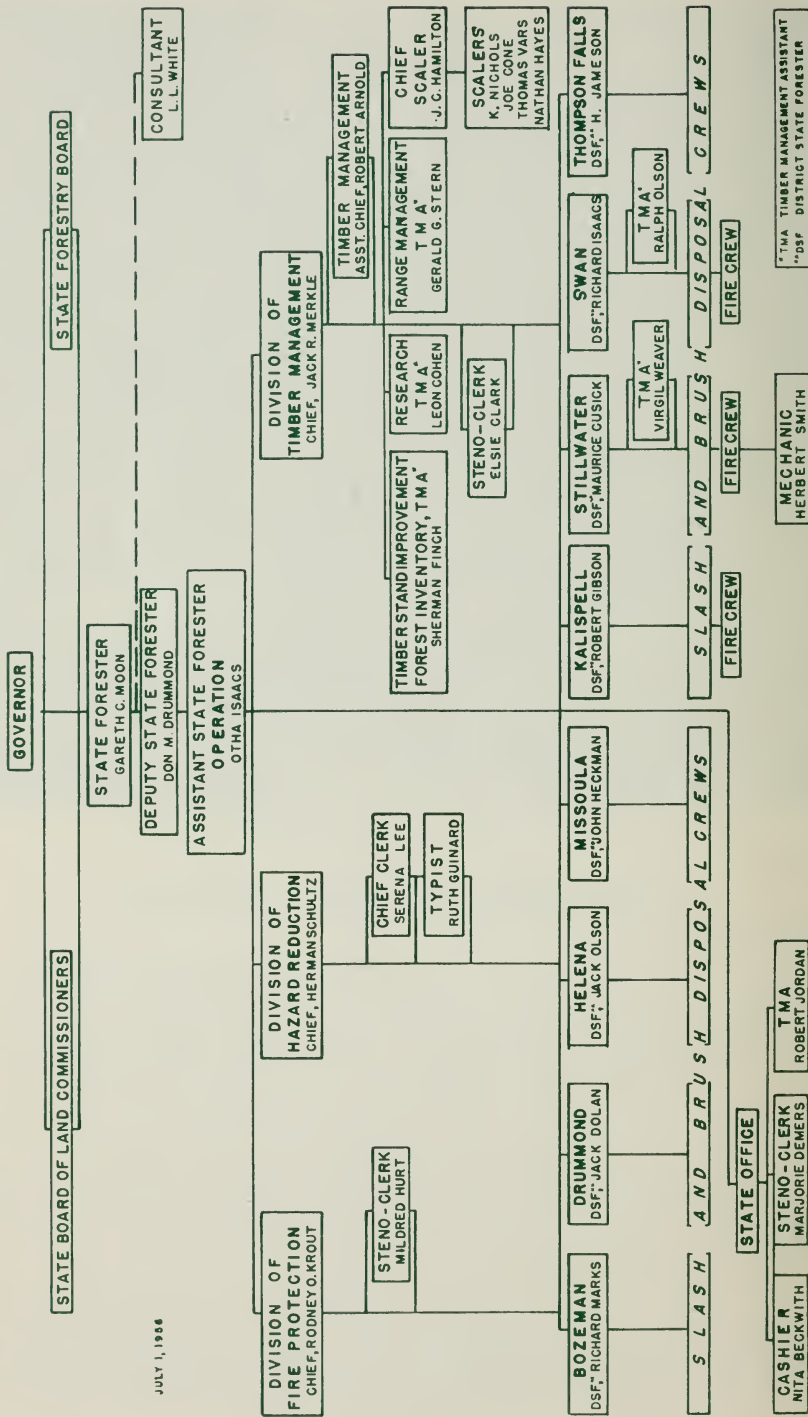 GOVERNOR
STATE BOARD OF LAND COMMISSIONERS
STATE FORESTRY BOARD
STATE FORESTER
GARETH C. MOON
CONSULTANT
L. L. WHITE
JULY 1, 1956
DEPUTY STATE FORESTER
DON M. DRUMMOND
ASSISTANT STATE FORESTER
OPERATION
OTHA ISAACS
DIVISION OF
FIRE PROTECTION
CHIEF, RODNEY O. KROUT
DIVISION OF
HAZARD REDUCTION
CHIEF, HERMAN SCHULTZ
DIVISION OF
TIMBER MANAGEMENT
CHIEF, JACK R. MERKLE
TIMBER MANAGEMENT
ASST. CHIEF, ROBERT ARNOLD
STENO-CLERK
MILDRED HURT
CHIEF CLERK
SERENA LEE
TYPIST
RUTH GUINARD
TIMBER STAND IMPROVEMENT
FOREST INVENTORY, TMA*
SHERMAN FINCH
RESEARCH
TMA*
LEON COHEN
RANGE MANAGEMENT
TMA*
GERALD G. STERN
CHIEF
SCALER
J. C. HAMILTON
STENO-CLERK
ELSIE CLARK
SCALERS
K. NICHOLS
JOE CONE
THOMAS VARS
NATHAN HAYES
BOZEMAN
DSF,** RICHARD MARKS
DRUMMOND
DSF,** JACK DOLAN
HELENA
DSF,** JACK OLSON
MISSOULA
DSF,** JOHN HECKMAN
KALISPELL
DSF,** ROBERT GIBSON
STILLWATER
DSF,** MAURICE CUSICK
SWAN
DSF,** RICHARD ISAACS
THOMPSON FALLS
DSF,** H. JAMESON
TMA*
VIRGIL WEAVER
TMA*
RALPH OLSON
SLASH AND BRUSH DISPOSAL CREWS
SLASH AND BRUSH DISPOSAL CREWS
FIRE CREW
FIRE CREW
FIRE CREW
STATE OFFICE
MECHANIC
HERBERT SMITH
CASHIER
NITA BECKWITH
STENO-CLERK
MARJORIE DEMERS
TMA
ROBERT JORDAN
*TMA TIMBER MANAGEMENT ASSISTANT
**DSF DISTRICT STATE FORESTER